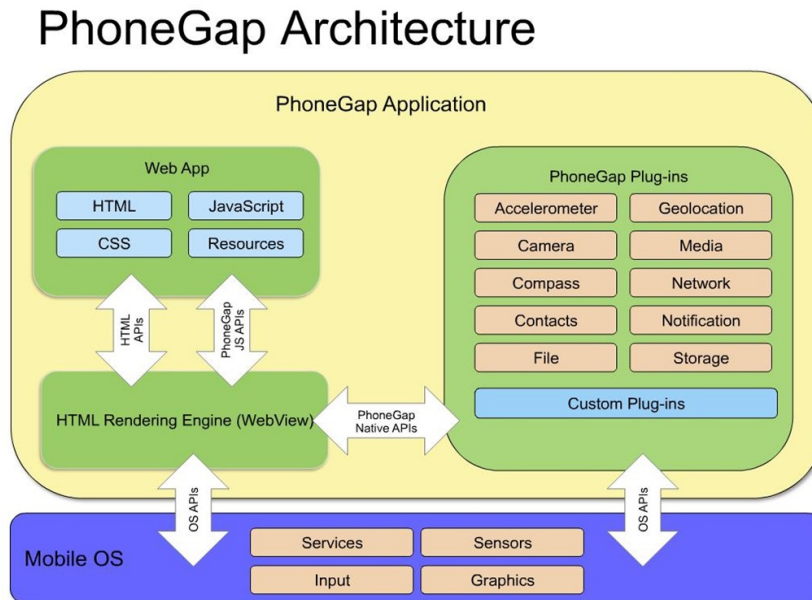 PhoneGap Architecture
PhoneGap Application
Web App
HTML
JavaScript
CSS
Resources
HTML
APIs
PhoneGap
JS APIs
HTML Rendering Engine (WebView)
PhoneGap
Native APIs
PhoneGap Plug-ins
Accelerometer
Geolocation
Camera
Media
Compass
Network
Contacts
Notification
File
Storage
Custom Plug-ins
OS APIs
OS APIs
Mobile OS
Services
Sensors
Input
Graphics